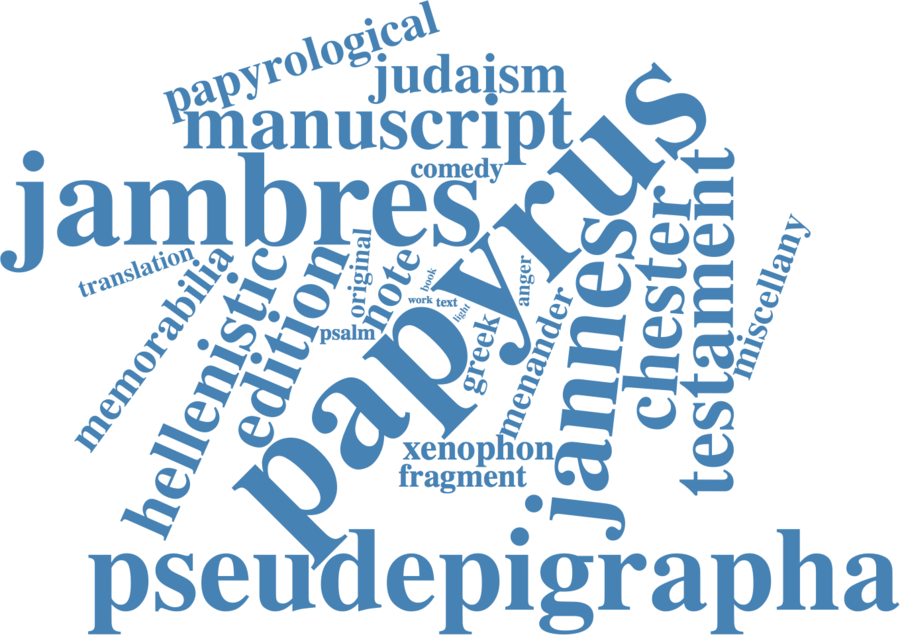 papyrological
judaism
manuscript
comedy
jambres
papyrus
translation
memorabilia
hellenistic
edition
original
note
book
work
text
light
psalm
greek
anger
menander
jannes
chester
testament
miscellany
xenophon
fragment
pseudepigrapha